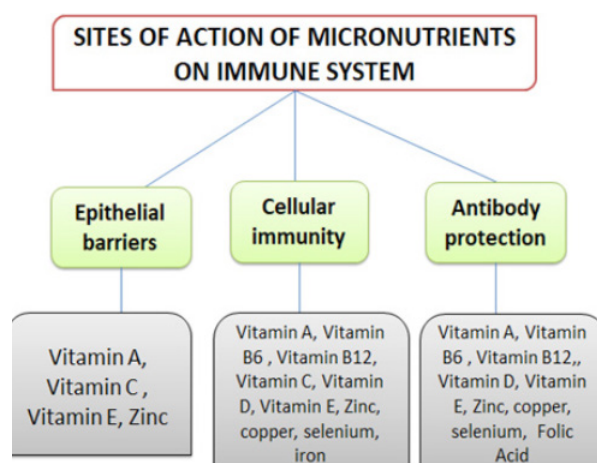 SITES OF ACTION OF MICRONUTRIENTS
ON IMMUNE SYSTEM
Epithelial
barriers
Cellular
immunity
Antibody
protection
Vitamin A,
Vitamin C ,
Vitamin E, Zinc
Vitamin A, Vitamin
B6 , Vitamin B12,
Vitamin C, Vitamin
D, Vitamin E, Zinc,
copper, selenium,
iron
Vitamin A, Vitamin
B6 , Vitamin B12,,
Vitamin D, Vitamin
E, Zinc, copper,
selenium, Folic
Acid